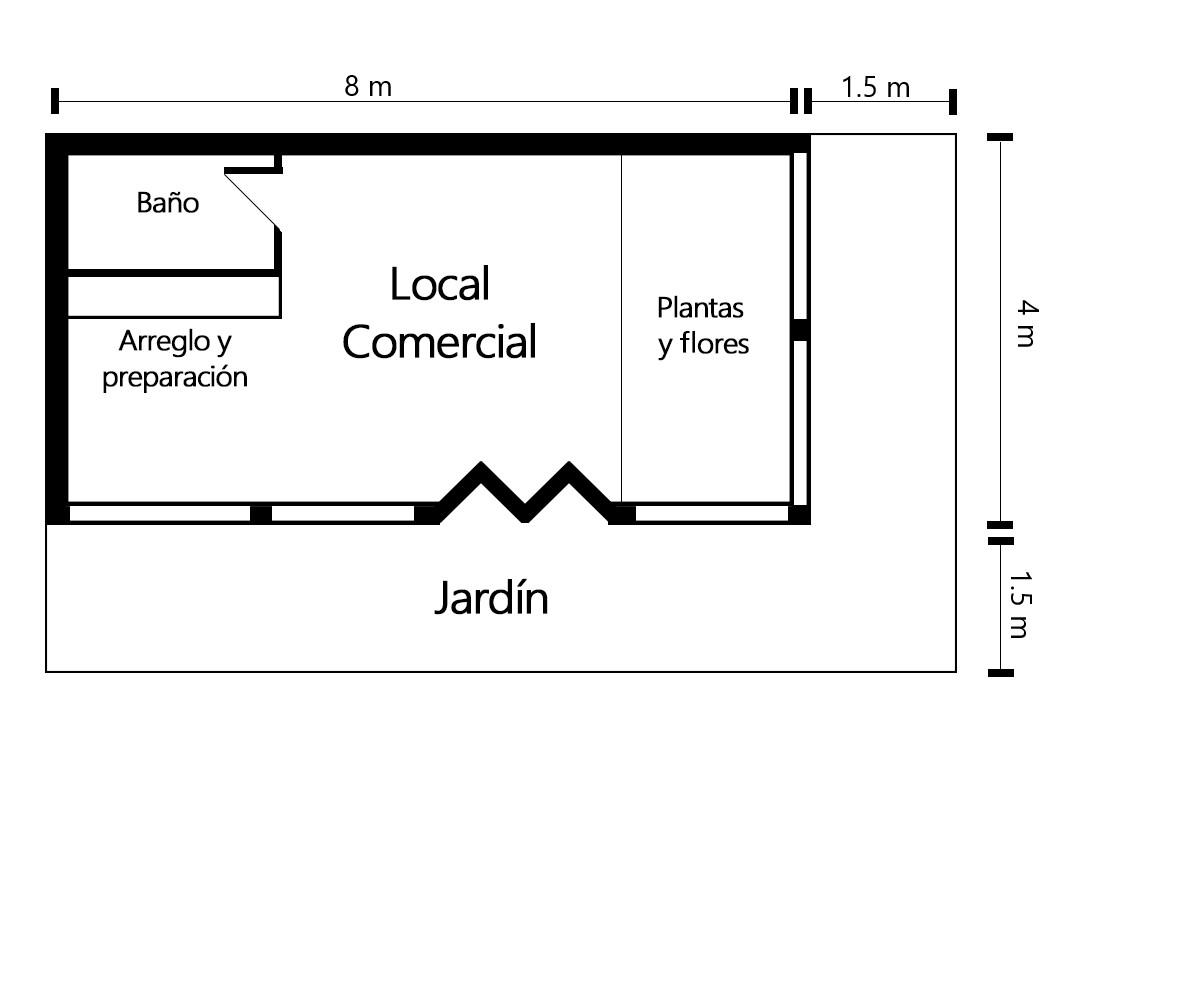 8 m
1.5 m
Baño
Local
Comercial
Plantas
y flores
4 m
Arreglo y
preparación
Jardín
1.5 m